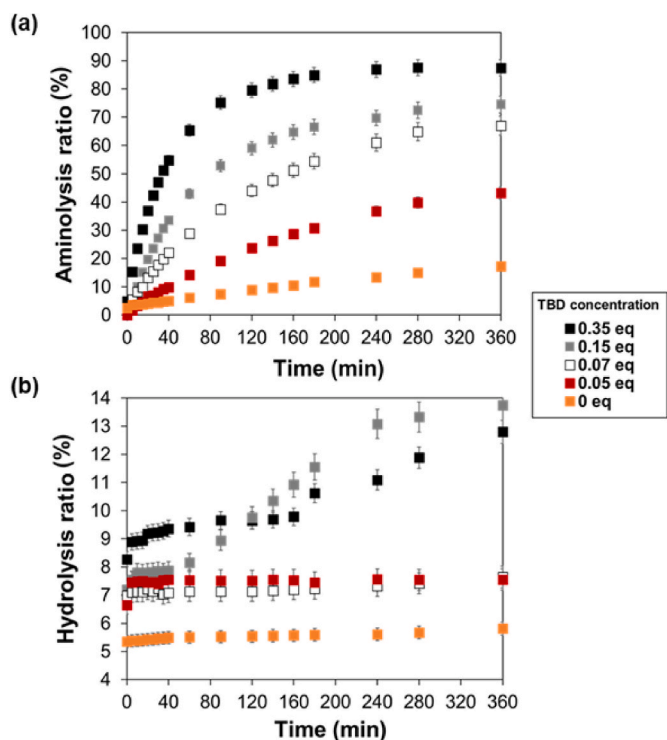 (a)
100
90
80
70
60
50
40
30
20
10
0
Aminolysis ratio (%)
0 40 80 120 160 200 240 280 320 360
Time (min)
TBD concentration
0.35 eq
0.15 eq
0.07 eq
0.05 eq
0 eq
(b)
14
13
12
11
10
9
8
7
6
5
4
Hydrolysis ratio (%)
0 40 80 120 160 200 240 280 320 360
Time (min)